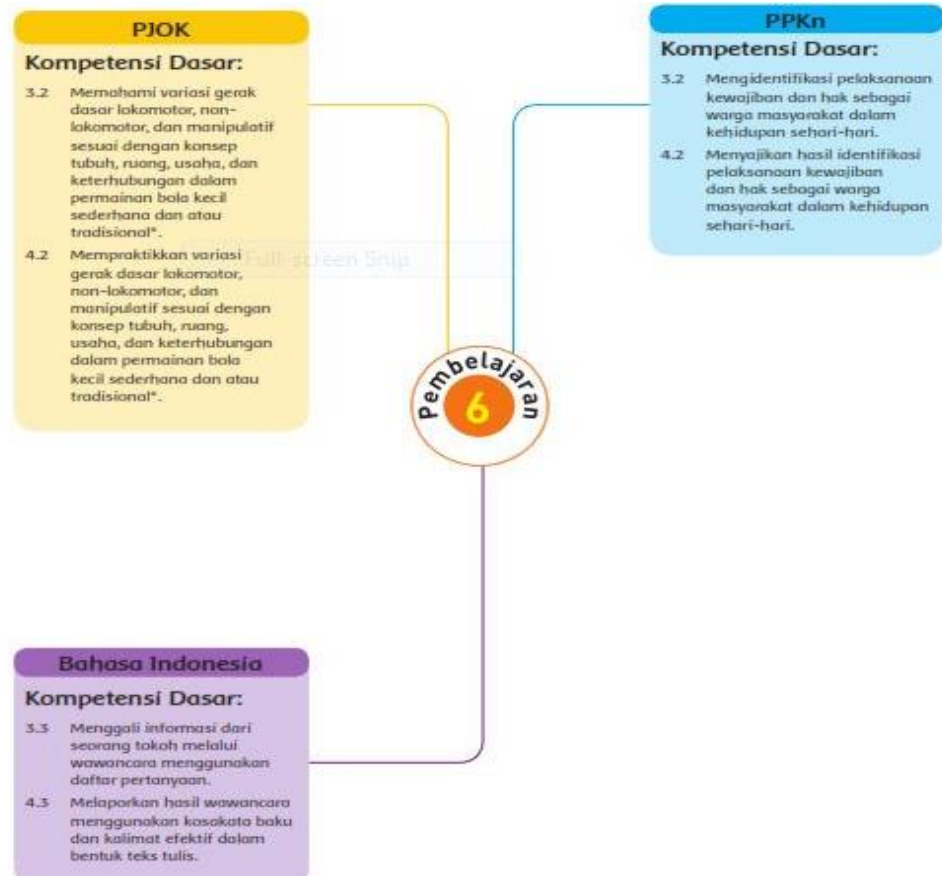 PJOK
Kompetensi Dasar:
3.2 Memahami variasi gerak
dasar lokomotor, non-
lokomotor, dan manipulatif
sesuai dengan konsep
tubuh, ruang, usaha, dan
keterhubungan dalam
permainan bola kecil
sederhana dan atau
tradisional*.
4.2 Mempraktikkan variasi
gerak dasar lokomotor,
non-lokomotor, dan
manipulatif sesuai dengan
konsep tubuh, ruang,
usaha, dan keterhubungan
dalam permainan bola
kecil sederhana dan atau
tradisional*.
PPKn
Kompetensi Dasar:
3.2 Mengidentifikasi pelaksanaan
kewajiban dan hak sebagai
warga masyarakat dalam
kehidupan sehari-hari.
4.2 Menyajikan hasil identifikasi
pelaksanaan kewajiban
dan hak sebagai warga
masyarakat dalam kehidupan
sehari-hari.
Full-screen Snip
Pembelajaran
6
Bahasa Indonesia
Kompetensi Dasar:
3.3 Menggali informasi dari
seorang tokoh melalui
wawancara menggunakan
daftar pertanyaan.
4.3 Melaporkan hasil wawancara
menggunakan kosakata baku
dan kalimat efektif dalam
bentuk teks tulis.